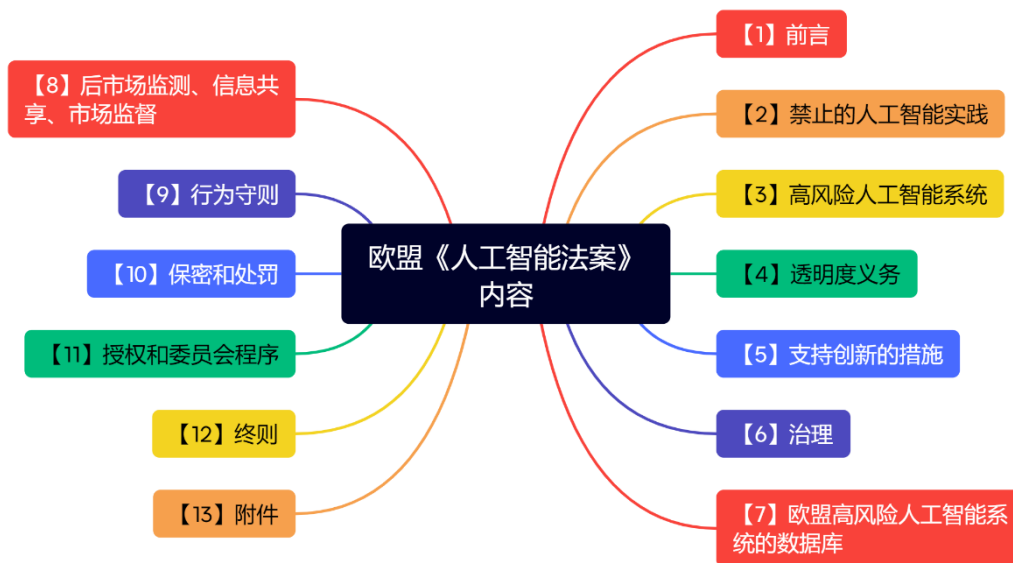 欧盟《人工智能法案》
内容
【1】前言
【2】禁止的人工智能实践
【3】高风险人工智能系统
【4】透明度义务
【5】支持创新的措施
【6】治理
【7】欧盟高风险人工智能系
统的数据库
【8】后市场监测、信息共
享、市场监督
【9】行为守则
【10】保密和处罚
【11】授权和委员会程序
【12】终则
【13】附件